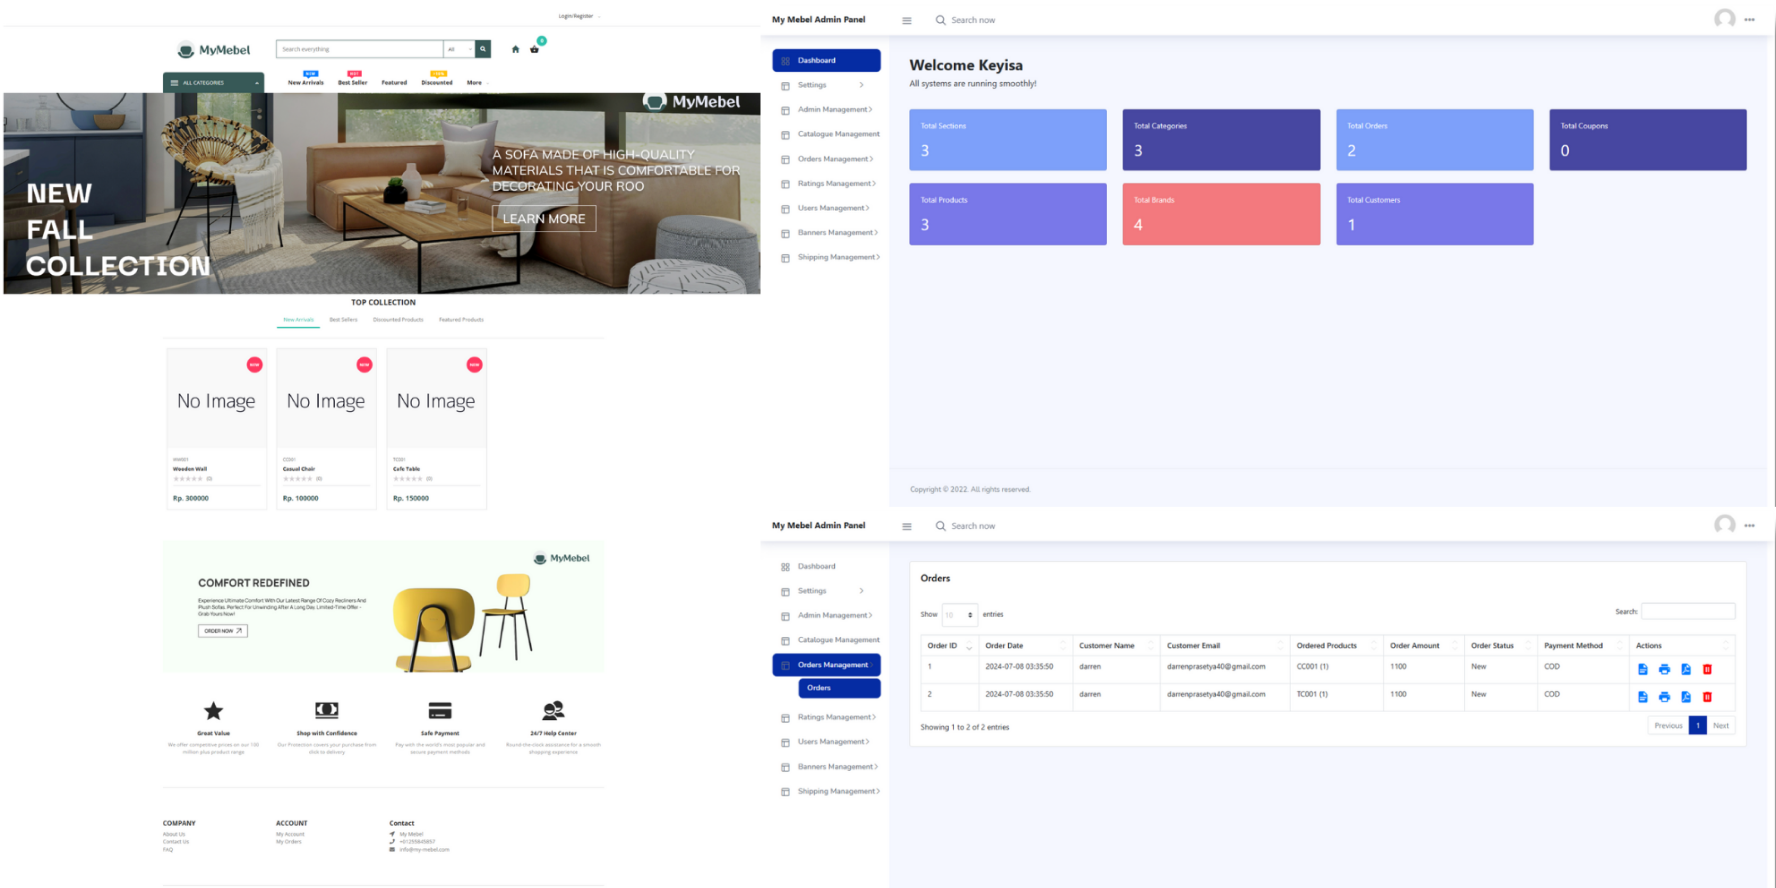 Login/Register
MyMebel
Search everything
All
0
ALL CATEGORIES
NEW
HOT
New Arrivals
Best Seller
Featured
Discounted
More
MyMebel
NEW
FALL
COLLECTION
A SOFA MADE OF HIGH-QUALITY
MATERIALS THAT IS COMFORTABLE FOR
DECORATING YOUR ROO
LEARN MORE
TOP COLLECTION
New Arrivals
Best Sellers
Discounted Products
Featured Products
NEW
NEW
NEW
No Image
No Image
No Image
WW001
CC001
TC001
Wooden Wall
Casual Chair
Cafe Table
(0)
(0)
(0)
Rp. 300000
Rp. 100000
Rp. 150000
MyMebel
COMFORT REDEFINED
Experience Ultimate Comfort With Our Latest Range Of Cozy Recliners And
Plush Sofas. Perfect For Unwinding After A Long Day. Limited-Time Offer -
Grab Yours Now!
ORDER NOW
Great Value
We offer competitive prices on our 100
million plus product range
Shop with Confidence
Our Protection covers your purchase from
click to delivery
Safe Payment
Pay with the world's most popular and
secure payment methods
24/7 Help Center
Round-the-clock assistance for a smooth
shopping experience
COMPANY
About Us
Contact Us
FAQ
ACCOUNT
My Account
My Orders
Contact
My Mebel
+01255845857
info@my-mebel.com
My Mebel Admin Panel
Search now
Dashboard
Settings
Admin Management
Catalogue Management
Orders Management
Ratings Management
Users Management
Banners Management
Shipping Management
Welcome Keyisa
All systems are running smoothly!
Total Sections
3
Total Categories
3
Total Orders
2
Total Coupons
0
Total Products
3
Total Brands
4
Total Customers
1
Copyright © 2022. All rights reserved.
My Mebel Admin Panel
Search now
Dashboard
Settings
Admin Management
Catalogue Management
Orders Management
Orders
Ratings Management
Users Management
Banners Management
Shipping Management
Orders
Show 10 entries
Search:
Order ID Order Date Customer Name Customer Email Ordered Products Order Amount Order Status Payment Method Actions
1 2024-07-08 03:35:50 darren darrenprasetya40@gmail.com CC001 (1) 1100 New COD
2 2024-07-08 03:35:50 darren darrenprasetya40@gmail.com TC001 (1) 1100 New COD
Showing 1 to 2 of 2 entries
Previous 1 Next